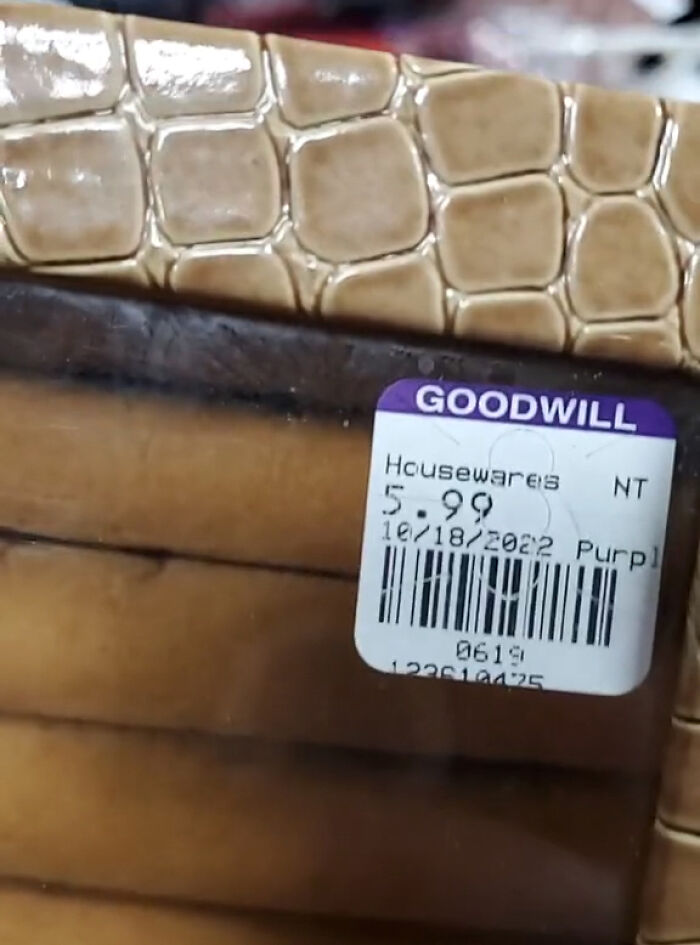 GOODWILL
Housewares NT
5.99
10/18/2022 Purpl
0619